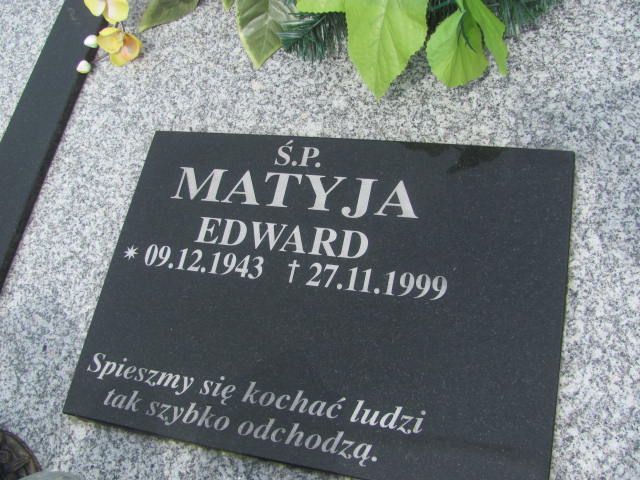 Ś.P.
MATYJA
EDWARD
* 09.12.1943 † 27.11.1999
Spieszmy się kochać ludzi
tak szybko odchodzą.